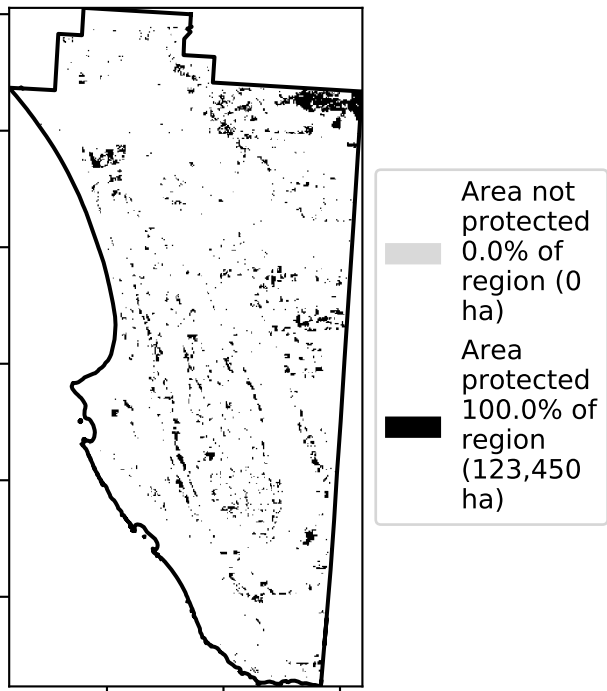 Area not
protected
0.0% of
region (0
ha)
Area
protected
100.0% of
region
(123,450
ha)